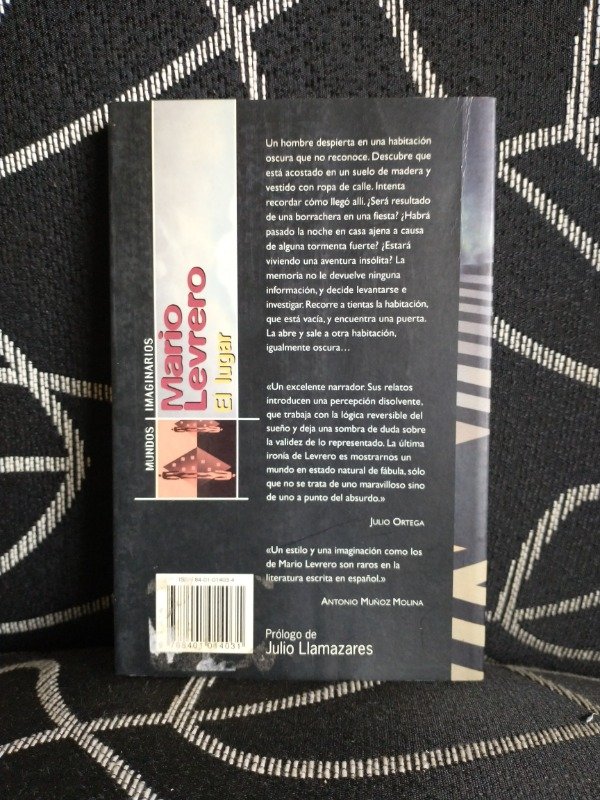 MUNDOS | IMAGINARIOS
Mario
Levrero
El lugar
Un hombre despierta en una habitación
oscura que no reconoce. Descubre que
está acostado en un suelo de madera y
vestido con ropa de calle. Intenta
recordar cómo llegó allí. ¿Será resultado
de una borrachera en una fiesta? ¿Habrá
pasado la noche en casa ajena a causa
de alguna tormenta fuerte? ¿Estará
viviendo una aventura insólita? La
memoria no le devuelve ninguna
información, y decide levantarse e
investigar. Recorre a tientas la habitación,
que está vacía, y encuentra una puerta.
La abre y sale a otra habitación,
igualmente oscura…
«Un excelente narrador. Sus relatos
introducen una percepción disolvente,
que trabaja con la lógica reversible del
sueño y deja una sombra de duda sobre
la validez de lo representado. La última
ironía de Levrero es mostrarnos un
mundo en estado natural de fábula, sólo
que no se trata de uno maravilloso sino
de uno a punto del absurdo.»
JULIO ORTEGA
«Un estilo y una imaginación como los
de Mario Levrero son raros en la
literatura escrita en español.»
ANTONIO MUÑOZ MOLINA
Prólogo de
Julio Llamazares